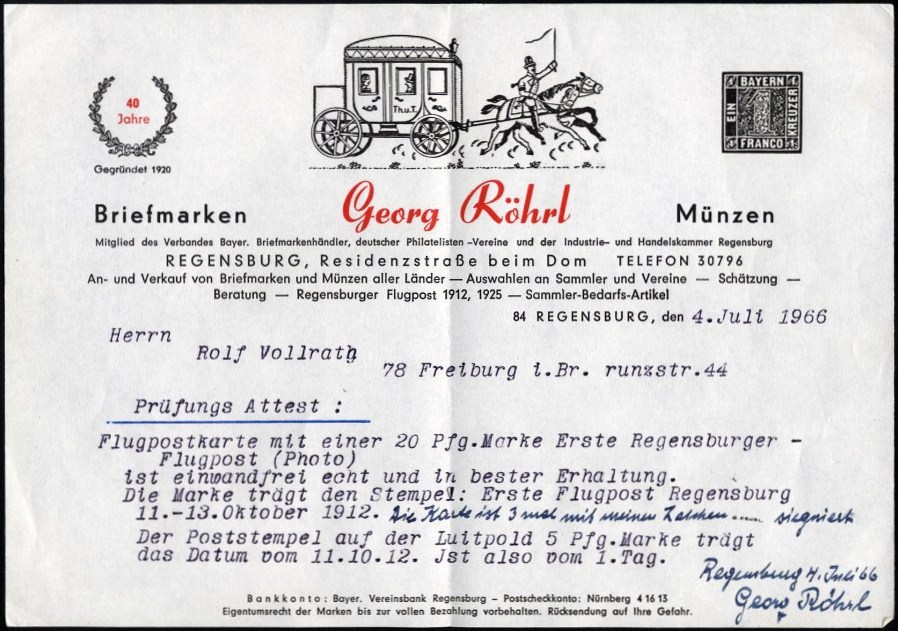 40
Jahre
Gegründet 1920
Th.u.T.
BAYERN
EIN
KREUZER
FRANCO
1
Briefmarken
Georg Röhrl
Münzen
Mitglied des Verbandes Bayer. Briefmarkenhändler, deutscher Philatelisten-Vereine und der Industrie- und Handelskammer Regensburg
REGENSBURG, Residenzstraße beim Dom TELEFON 30796
An- und Verkauf von Briefmarken und Münzen aller Länder — Auswahlen an Sammler und Vereine — Schätzung —
Beratung — Regensburger Flugpost 1912, 1925 — Sammler-Bedarfs-Artikel
84 REGENSBURG, den 4.Juli 1966
Herrn
Rolf Vollrath
78 Freiburg i.Br. runzstr.44
Prüfungs Attest :
Flugpostkarte mit einer 20 Pfg.Marke Erste Regensburger -
Flugpost (Photo)
ist einwandfrei echt und in bester Erhaltung.
Die Marke trägt den Stempel: Erste Flugpost Regensburg
11.-13.Oktober 1912. Die Karte ist 3 mal mit meinen Zeichen ..... siegniert
Der Poststempel auf der Luitpold 5 Pfg.Marke trägt
das Datum vom 11.10.12. Jst also vom 1.Tag.
Regensburg 4. Juli 66
Georg Röhrl
Bankkonto: Bayer. Vereinsbank Regensburg – Postscheckkonto: Nürnberg 4 16 13
Eigentumsrecht der Marken bis zur vollen Bezahlung vorbehalten. Rücksendung auf Ihre Gefahr.